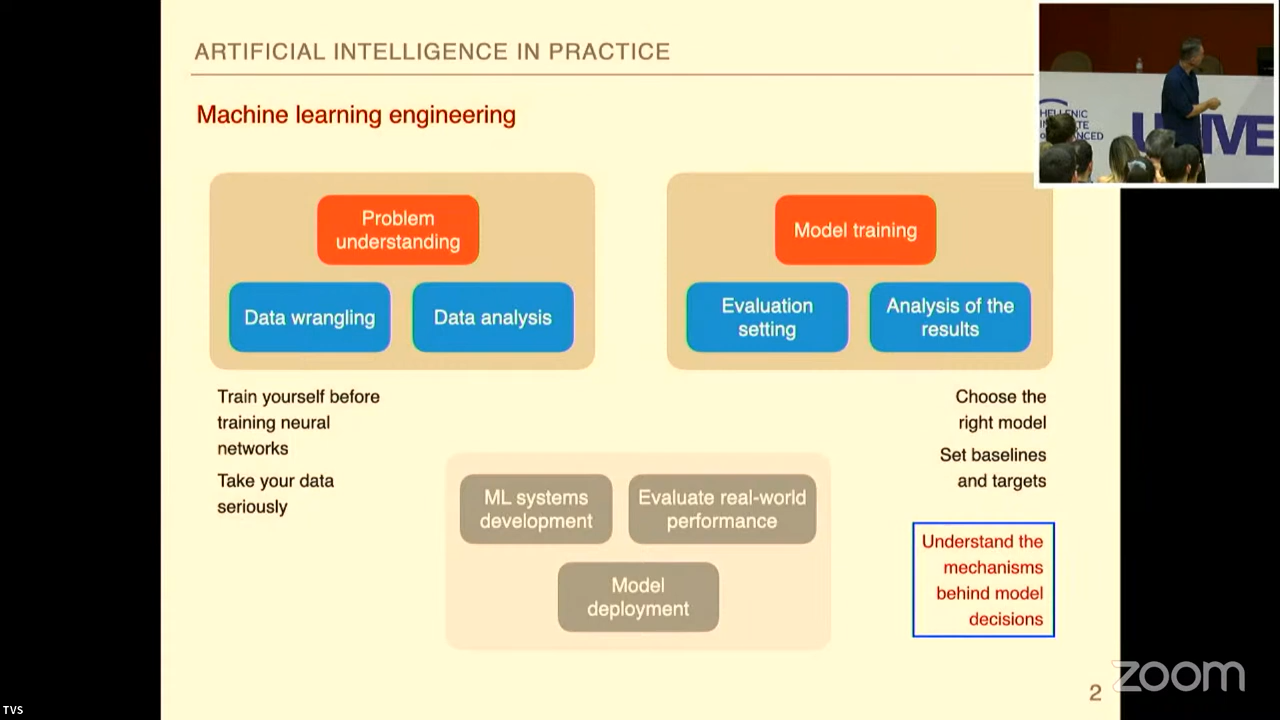 ARTIFICIAL INTELLIGENCE IN PRACTICE
Machine learning engineering
Problem
understanding
Data wrangling
Data analysis
Train yourself before
training neural
networks
Take your data
seriously
Model training
Evaluation
setting
Analysis of the
results
Choose the
right model
Set baselines
and targets
Understand the
mechanisms
behind model
decisions
ML systems
development
Evaluate real-world
performance
Model
deployment
2
zoom
TVS
HELLENIC